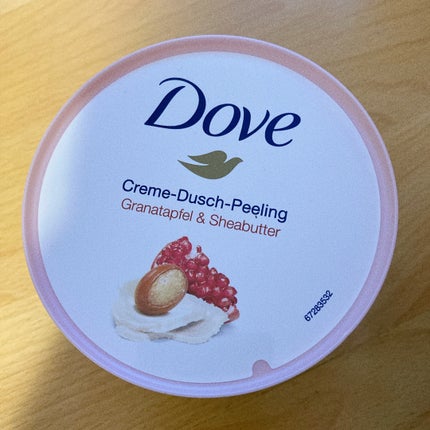 Dove
Creme-Dusch-Peeling
Granatapfel & Sheabutter
67283532